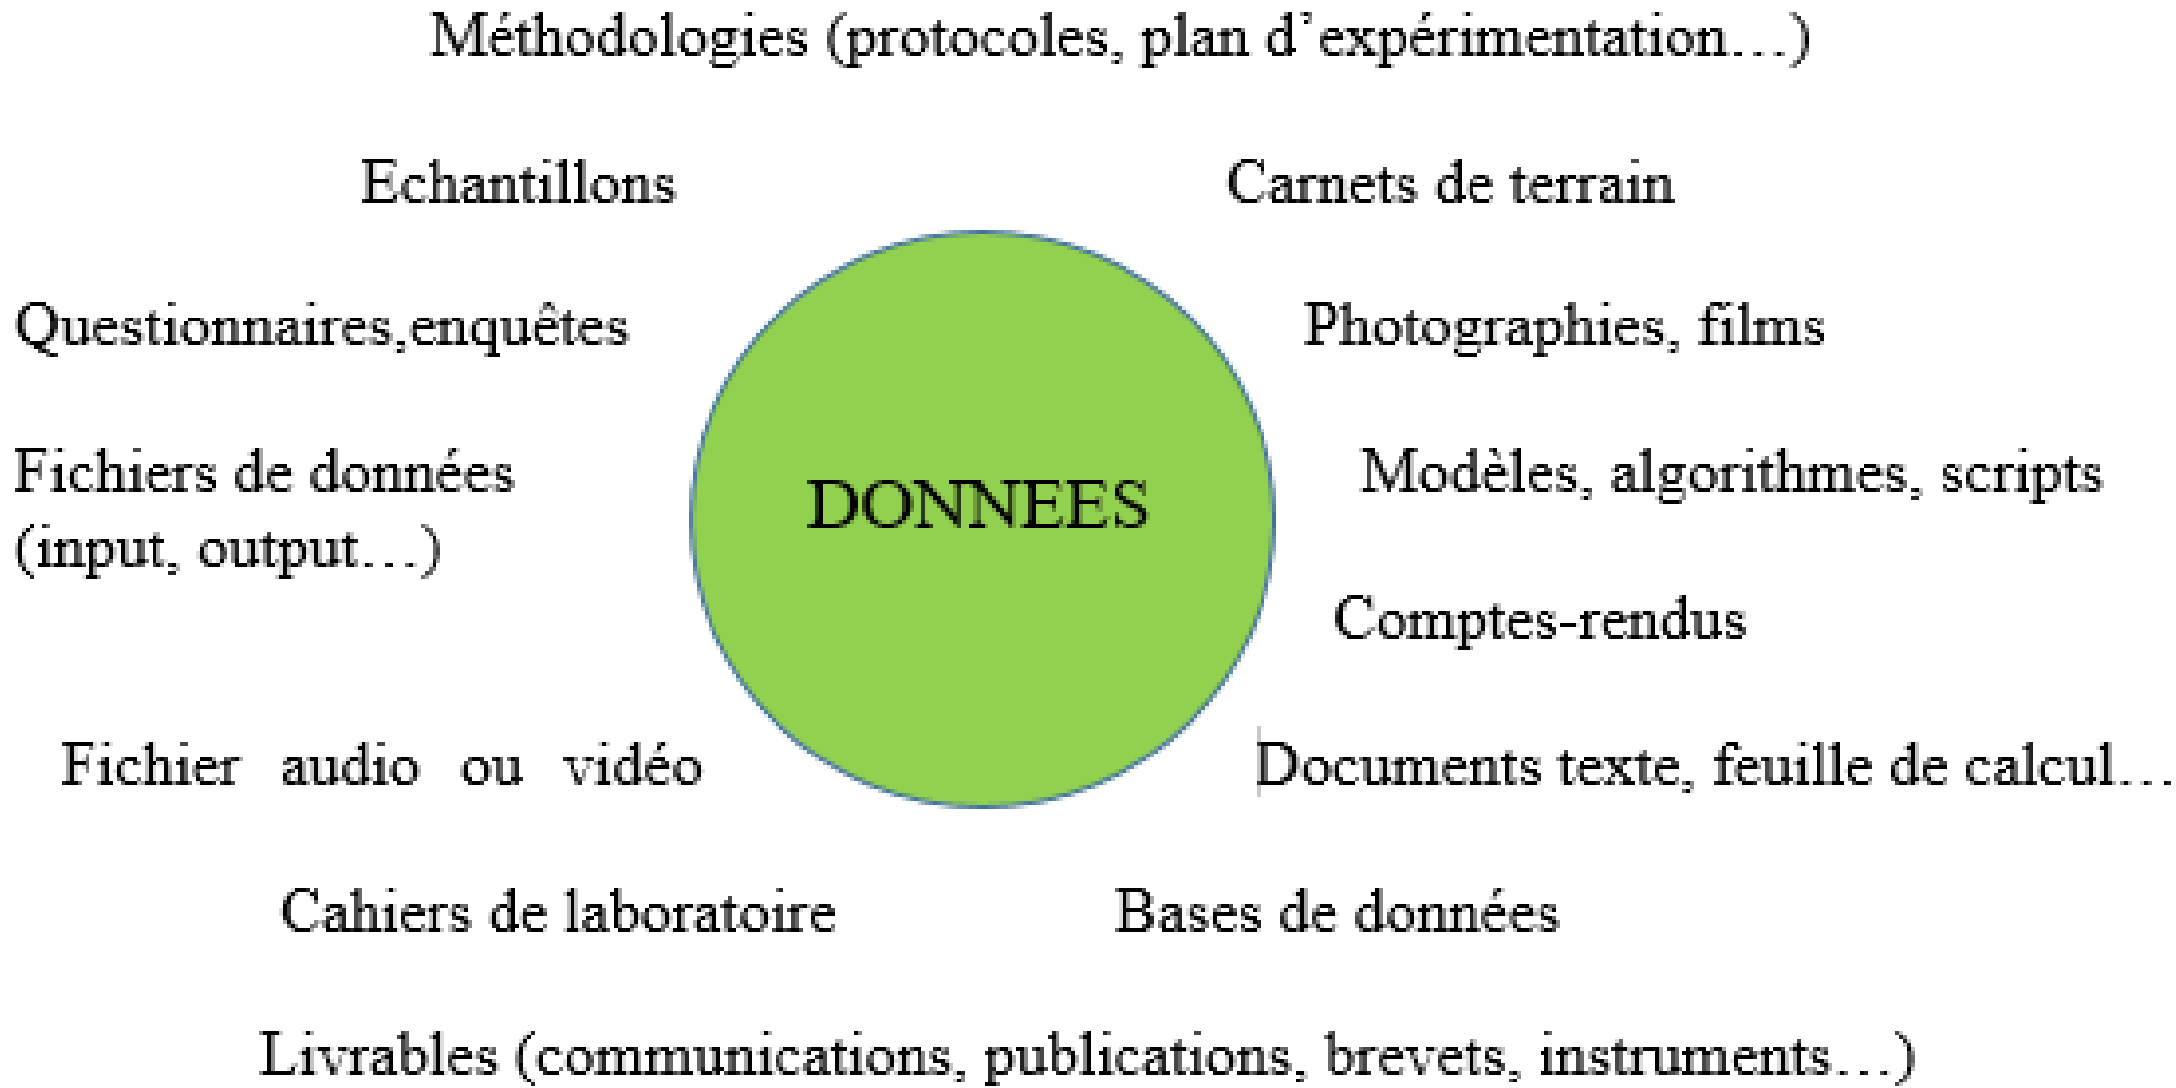 Méthodologies (protocoles, plan d’expérimentation…)
Echantillons
Carnets de terrain
Questionnaires,enquêtes
Photographies, films
Fichiers de données
(input, output…)
Modèles, algorithmes, scripts
DONNEES
Comptes-rendus
Fichier audio ou vidéo
Documents texte, feuille de calcul…
Cahiers de laboratoire
Bases de données
Livrables (communications, publications, brevets, instruments…)